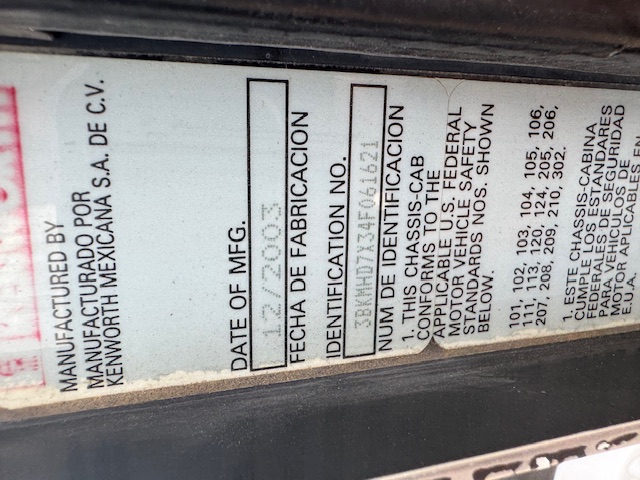 MANUFACTURED BY
MANUFACTURADO POR
KENWORTH MEXICANA S.A. DE C.V.
DATE OF MFG.
12/2003
FECHA DE FABRICACION
IDENTIFICATION NO.
3BKMHD7X34F061621
NUM DE IDENTIFICACION
1. THIS CHASSIS-CAB
CONFORMS TO THE
APPLICABLE U.S. FEDERAL
MOTOR VEHICLE SAFETY
STANDARDS NOS. SHOWN
BELOW.
101, 102, 103, 104, 105, 106,
111, 113, 120, 124, 205, 206,
207, 208, 209, 210, 302.
1. ESTE CHASSIS-CABINA
CUMPLE LOS ESTANDARES
FEDERALES DE SEGURIDAD
PARA VEHICULOS DE
MOTOR APLICABLES EN
E.U.A.